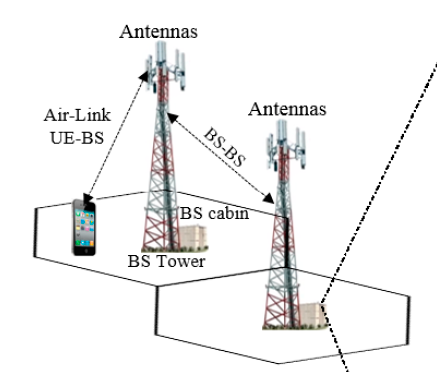 Antennas
Antennas
Air-Link
UE-BS
BS-BS
BS cabin
BS Tower